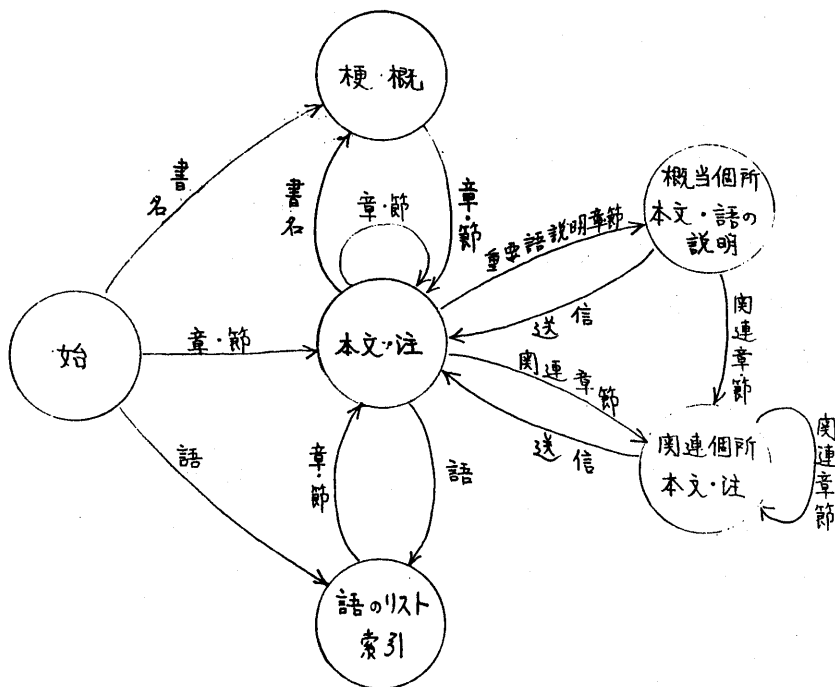 梗・概
書名
書名
章・節
章・節
概当個所
本文・語の
説明
重要語説明章節
送信
始
章・節
本文・注
関連章・節
関連章節
送信
関連個所
本文・注
関連章・節
語
章・節
語
語のリスト
索引